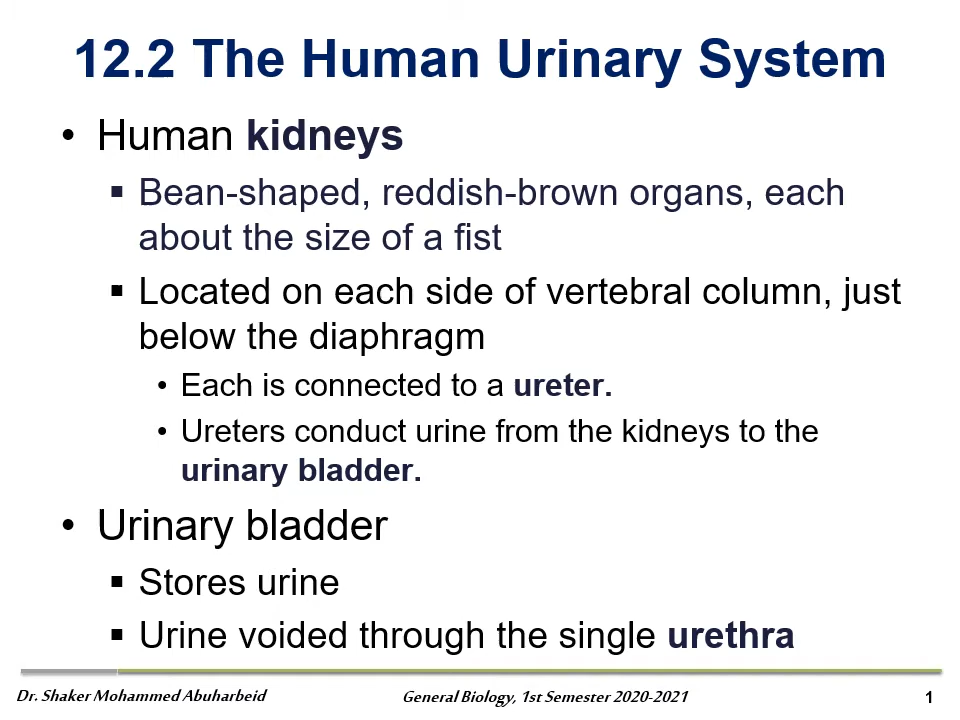 12.2 The Human Urinary System
• Human kidneys
▪ Bean-shaped, reddish-brown organs, each
about the size of a fist
▪ Located on each side of vertebral column, just
below the diaphragm
• Each is connected to a ureter.
• Ureters conduct urine from the kidneys to the
urinary bladder.
• Urinary bladder
▪ Stores urine
▪ Urine voided through the single urethra
Dr. Shaker Mohammed Abuharbeid General Biology, 1st Semester 2020-2021 1